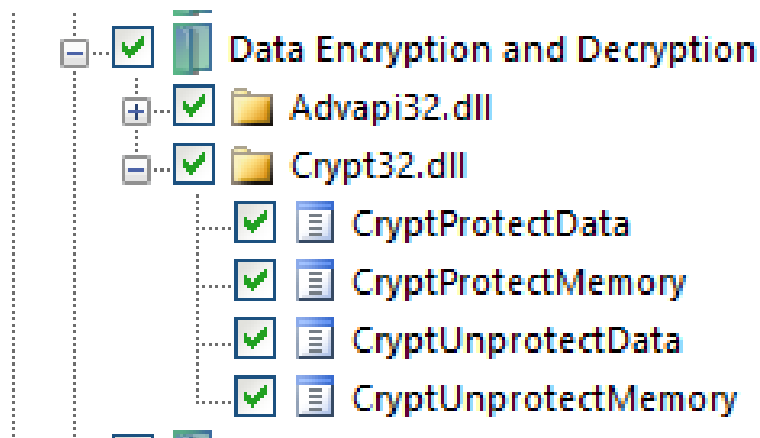 Data Encryption and Decryption
Advapi32.dll
Crypt32.dll
CryptProtectData
CryptProtectMemory
CryptUnprotectData
CryptUnprotectMemory